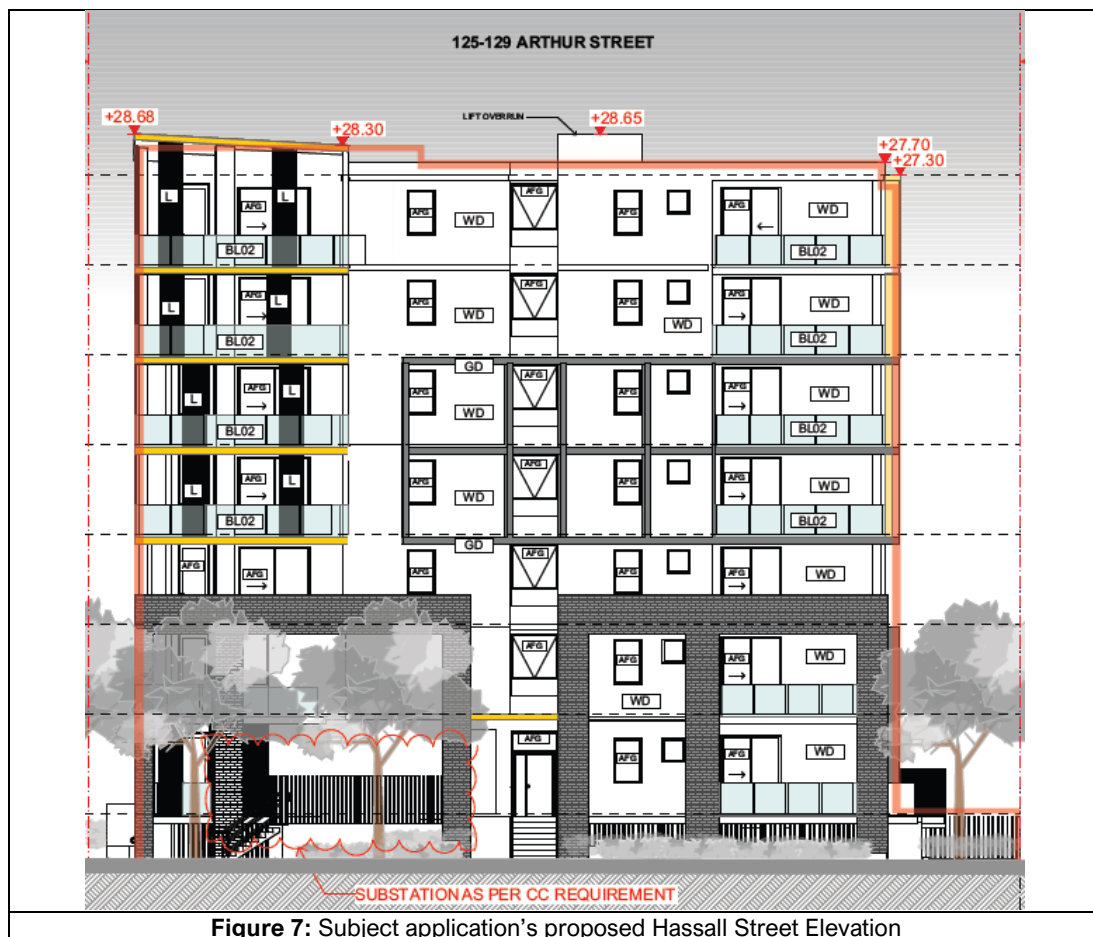 125-129 ARTHUR STREET
+28.68
LIFT OVERRUN
+28.65
+28.30
+27.70
+27.30
L AFG L AFG WD AFG AFG AFG WD
BL02 BL02
L AFG L AFG WD AFG AFG WD AFG WD
BL02 BL02
GD
L AFG L AFG WD AFG AFG AFG WD
BL02 BL02
L AFG L AFG WD AFG AFG AFG WD
BL02 BL02
GD
AFG AFG AFG AFG AFG AFG WD
AFG AFG AFG WD
WD
AFG AFG AFG WD
SUBSTATION AS PER CC REQUIREMENT
Figure 7: Subject application's proposed Hassall Street Elevation